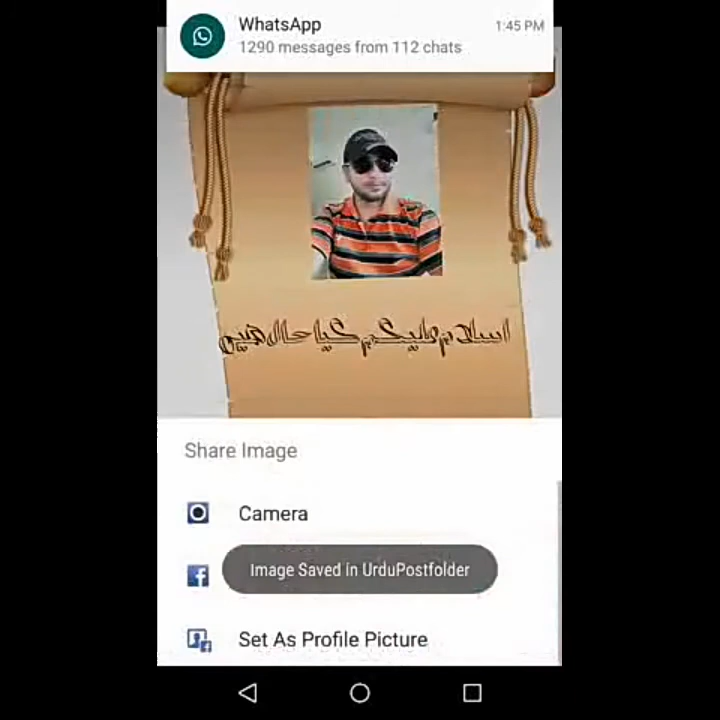 WhatsApp
1:45 PM
1290 messages from 112 chats
اسلام علیکم کیا حال ھیں
Share Image
Camera
Image Saved in UrduPostfolder
Set As Profile Picture